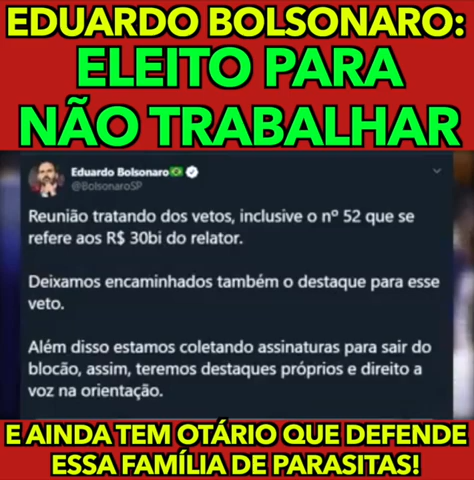 EDUARDO BOLSONARO:
ELEITO PARA
NÃO TRABALHAR
Eduardo Bolsonaro🇧🇷
@BolsonaroSP
Reunião tratando dos vetos, inclusive o nº 52 que se
refere aos R$ 30bi do relator.
Deixamos encaminhados também o destaque para esse
veto.
Além disso estamos coletando assinaturas para sair do
blocão, assim, teremos destaques próprios e direito a
voz na orientação.
E AINDA TEM OTÁRIO QUE DEFENDE
ESSA FAMÍLIA DE PARASITAS!